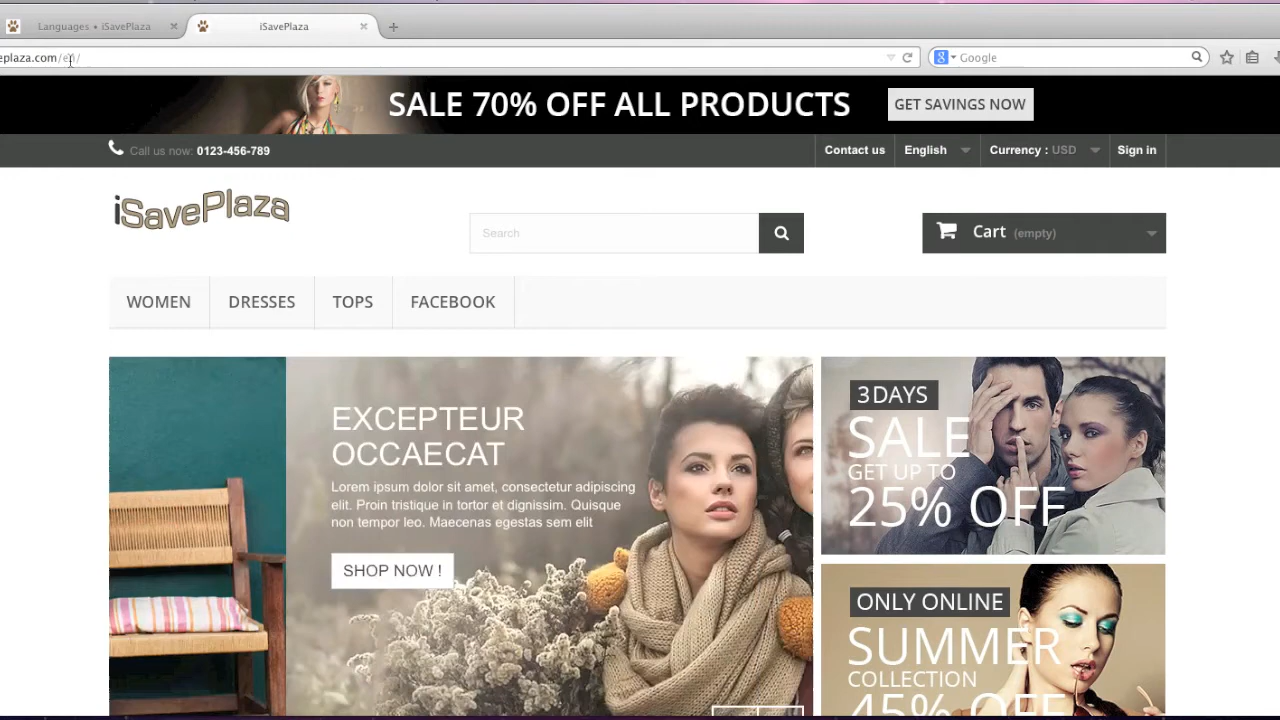 Languages • iSavePlaza
iSavePlaza
eplaza.com/en/
Google
SALE 70% OFF ALL PRODUCTS
GET SAVINGS NOW
Call us now: 0123-456-789
Contact us
English
Currency : USD
Sign in
iSavePlaza
Search
Cart (empty)
WOMEN
DRESSES
TOPS
FACEBOOK
EXCEPTEUR
OCCAECAT
Lorem ipsum dolor sit amet, consectetur adipiscing
elit. Proin tristique in tortor et dignissim. Quisque
non tempor leo. Maecenas egestas sem elit
SHOP NOW !
3 DAYS
SALE
GET UP TO
25% OFF
ONLY ONLINE
SUMMER
COLLECTION
45% OFF